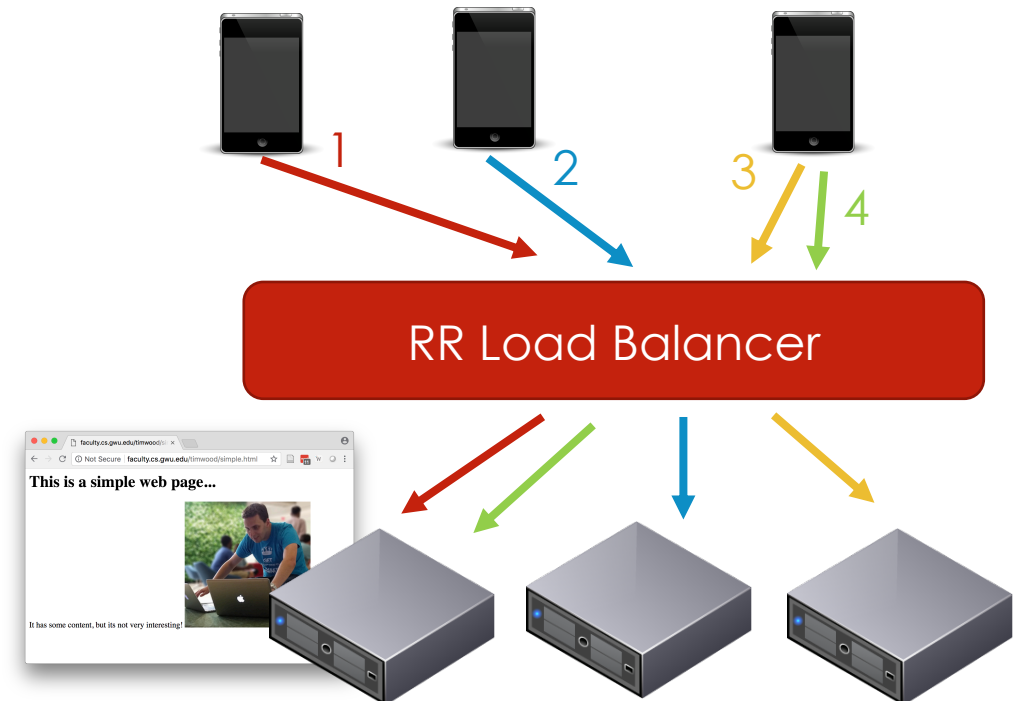 1
2
3
4
RR Load Balancer
faculty.cs.gwu.edu/timwood/s
Not Secure | faculty.cs.gwu.edu/timwood/simple.html
This is a simple web page...
It has some content, but its not very interesting!